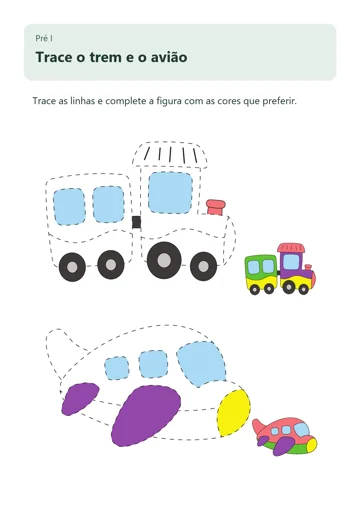 Pré I
Trace o trem e o avião
Trace as linhas e complete a figura com as cores que preferir.